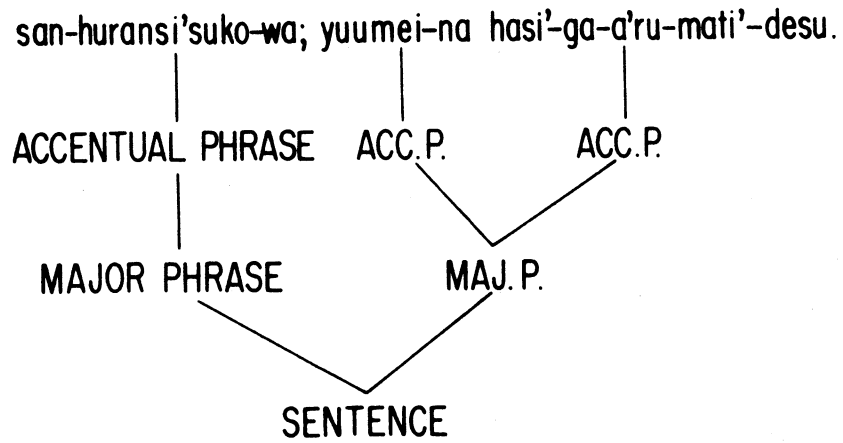 san-huransi'suko-wa; yuumei-na hasi'-ga-a'ru-mati'-desu.
ACCENTUAL PHRASE ACC.P. ACC.P.
MAJOR PHRASE MAJ.P.
SENTENCE